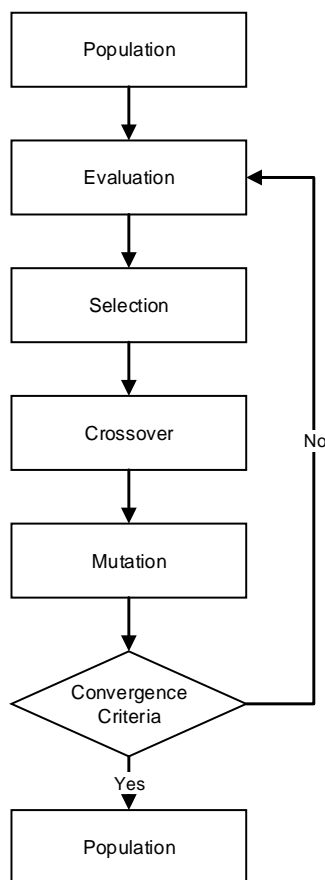 Population
Evaluation
Selection
Crossover
No
Mutation
Convergence
Criteria
Yes
Population